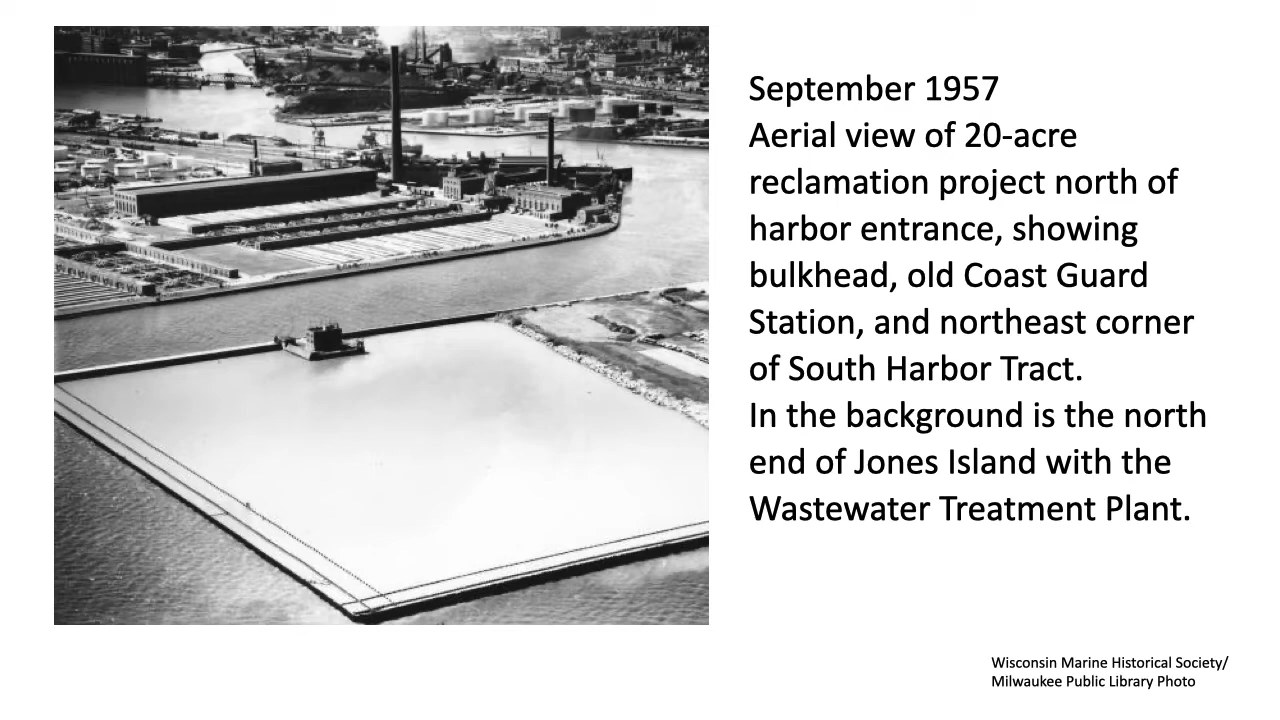 September 1957
Aerial view of 20-acre
reclamation project north of
harbor entrance, showing
bulkhead, old Coast Guard
Station, and northeast corner
of South Harbor Tract.
In the background is the north
end of Jones Island with the
Wastewater Treatment Plant.
Wisconsin Marine Historical Society/
Milwaukee Public Library Photo